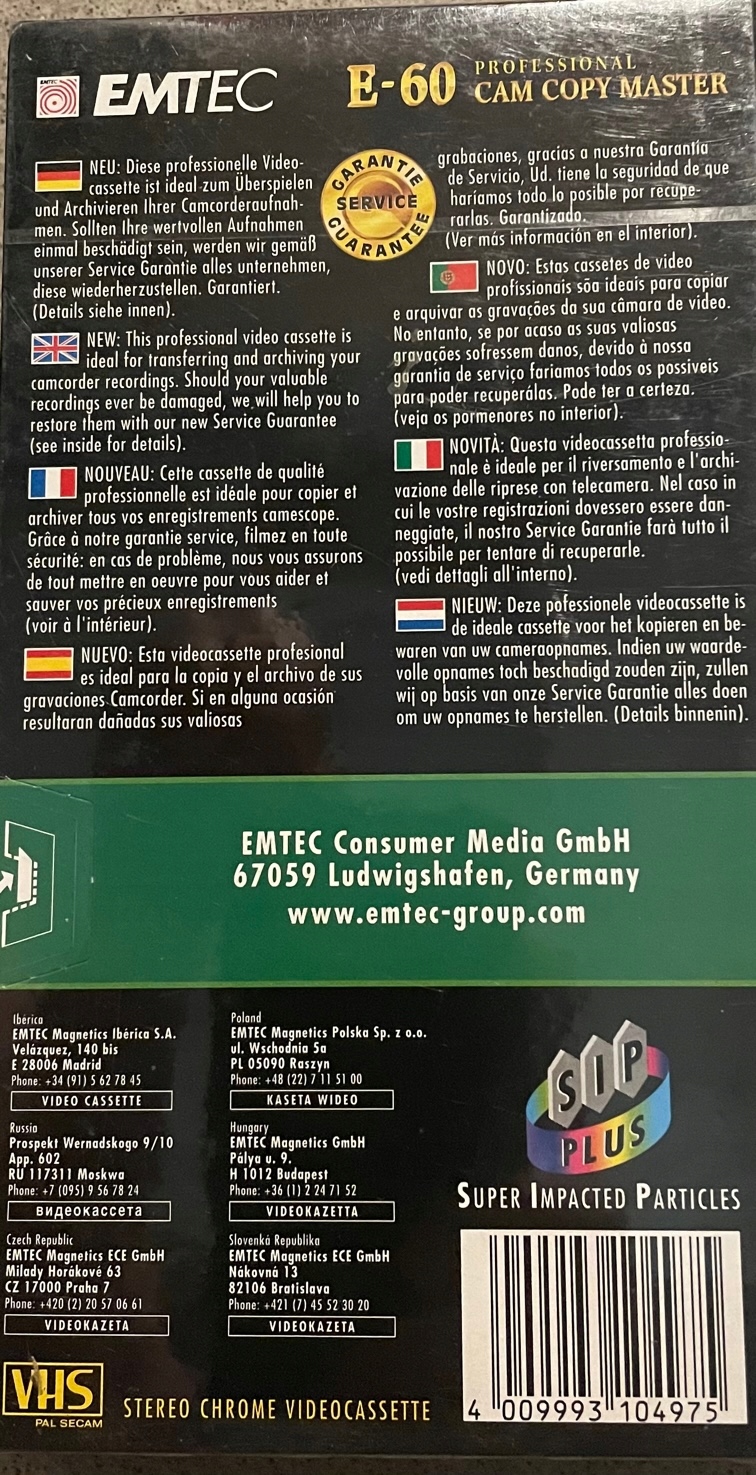 EMTEC
EMTEC
E-60
PROFESSIONAL
CAM COPY MASTER
NEU: Diese professionelle Video-
cassette ist ideal zum Überspielen
und Archivieren Ihrer Camcorderaufnah-
men. Sollten Ihre wertvollen Aufnahmen
einmal beschädigt sein, werden wir gemäß
unserer Service Garantie alles unternehmen,
diese wiederherzustellen. Garantiert.
(Details siehe innen).
NEW: This professional video cassette is
ideal for transferring and archiving your
camcorder recordings. Should your valuable
recordings ever be damaged, we will help you to
restore them with our new Service Guarantee
(see inside for details).
NOUVEAU: Cette cassette de qualité
professionnelle est idéale pour copier et
archiver tous vos enregistrements camescope.
Grâce à notre garantie service, filmez en toute
sécurité: en cas de problème, nous vous assurons
de tout mettre en oeuvre pour vous aider et
sauver vos précieux enregistrements
(voir à l'intérieur).
NUEVO: Esta videocassette profesional
es ideal para la copia y el archivo de sus
gravaciones Camcorder. Si en alguna ocasión
resultaran dañadas sus valiosas
GARANTIE
SERVICE
GUARANTEE
grabaciones, gracias a nuestra Garantía
de Servicio, Ud. tiene la seguridad de que
haríamos todo lo posible por recupe-
rarlas. Garantizado.
(Ver más información en el interior).
NOVO: Estas cassetes de video
profissionais sõa ideais para copiar
e arquivar as gravações da sua câmara de video.
No entanto, se por acaso as suas valiosas
gravações sofressem danos, devido à nossa
garantia de serviço fariamos todos os possiveis
para poder recuperálas. Pode ter a certeza.
(veja os pormenores no interior).
NOVITÀ: Questa videocassetta professio-
nale è ideale per il riversamento e l'archi-
vazione delle riprese con telecamera. Nel caso in
cui le vostre registrazioni dovessero essere dan-
neggiate, il nostro Service Garantie farà tutto il
possibile per tentare di recuperarle.
(vedi dettagli all'interno).
NIEUW: Deze pofessionele videocassette is
de ideale cassette voor het kopieren en be-
waren van uw cameraopnames. Indien uw waarde-
volle opnames toch beschadigd zouden zijn, zullen
wij op basis van onze Service Garantie alles doen
om uw opnames te herstellen. (Details binnenin).
EMTEC Consumer Media GmbH
67059 Ludwigshafen, Germany
www.emtec-group.com
Ibérica
EMTEC Magnetics Ibérica S.A.
Velázquez, 140 bis
E 28006 Madrid
Phone: +34 (91) 5 62 78 45
VIDEO CASSETTE
Russia
Prospekt Wernadskogo 9/10
App. 602
RU 117311 Moskwa
Phone: +7 (095) 9 56 78 24
видеокассета
Czech Republic
EMTEC Magnetics ECE GmbH
Milady Horákové 63
CZ 17000 Praha 7
Phone: +420 (2) 20 57 06 61
VIDEOKAZETA
Poland
EMTEC Magnetics Polska Sp. z o.o.
ul. Wschodnia 5a
PL 05090 Raszyn
Phone: +48 (22) 7 11 51 00
KASETA WIDEO
Hungary
EMTEC Magnetics GmbH
Pálya u. 9.
H 1012 Budapest
Phone: +36 (1) 2 24 71 52
VIDEOKAZETTA
Slovenká Republika
EMTEC Magnetics ECE GmbH
Nákovná 13
82106 Bratislava
Phone: +421 (7) 45 52 30 20
VIDEOKAZETA
SIP
PLUS
SUPER IMPACTED PARTICLES
VHS
PAL SECAM
STEREO CHROME VIDEOCASSETTE
4 009993 104975